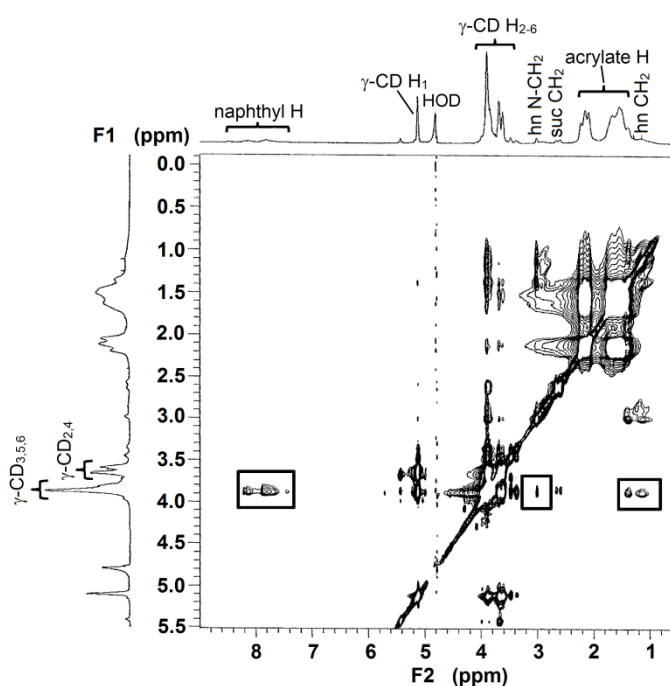 γ-CD H2-6
hn N-CH2
suc CH2
acrylate H
hn CH2
γ-CD H1
HOD
naphthyl H
F1 (ppm)
0.0
0.5
1.0
1.5
2.0
2.5
3.0
3.5
4.0
4.5
5.0
5.5
γ-CD3,5,6
γ-CD2,4
8 7 6 5 4 3 2 1
F2 (ppm)